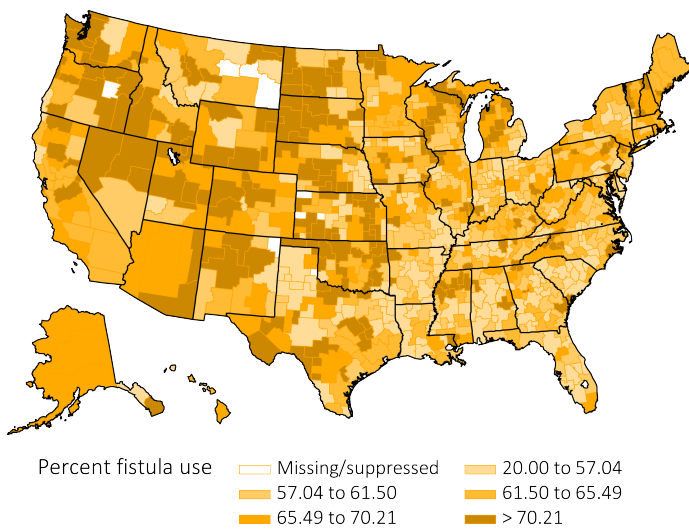 Percent fistula use
Missing/suppressed
20.00 to 57.04
57.04 to 61.50
61.50 to 65.49
65.49 to 70.21
> 70.21